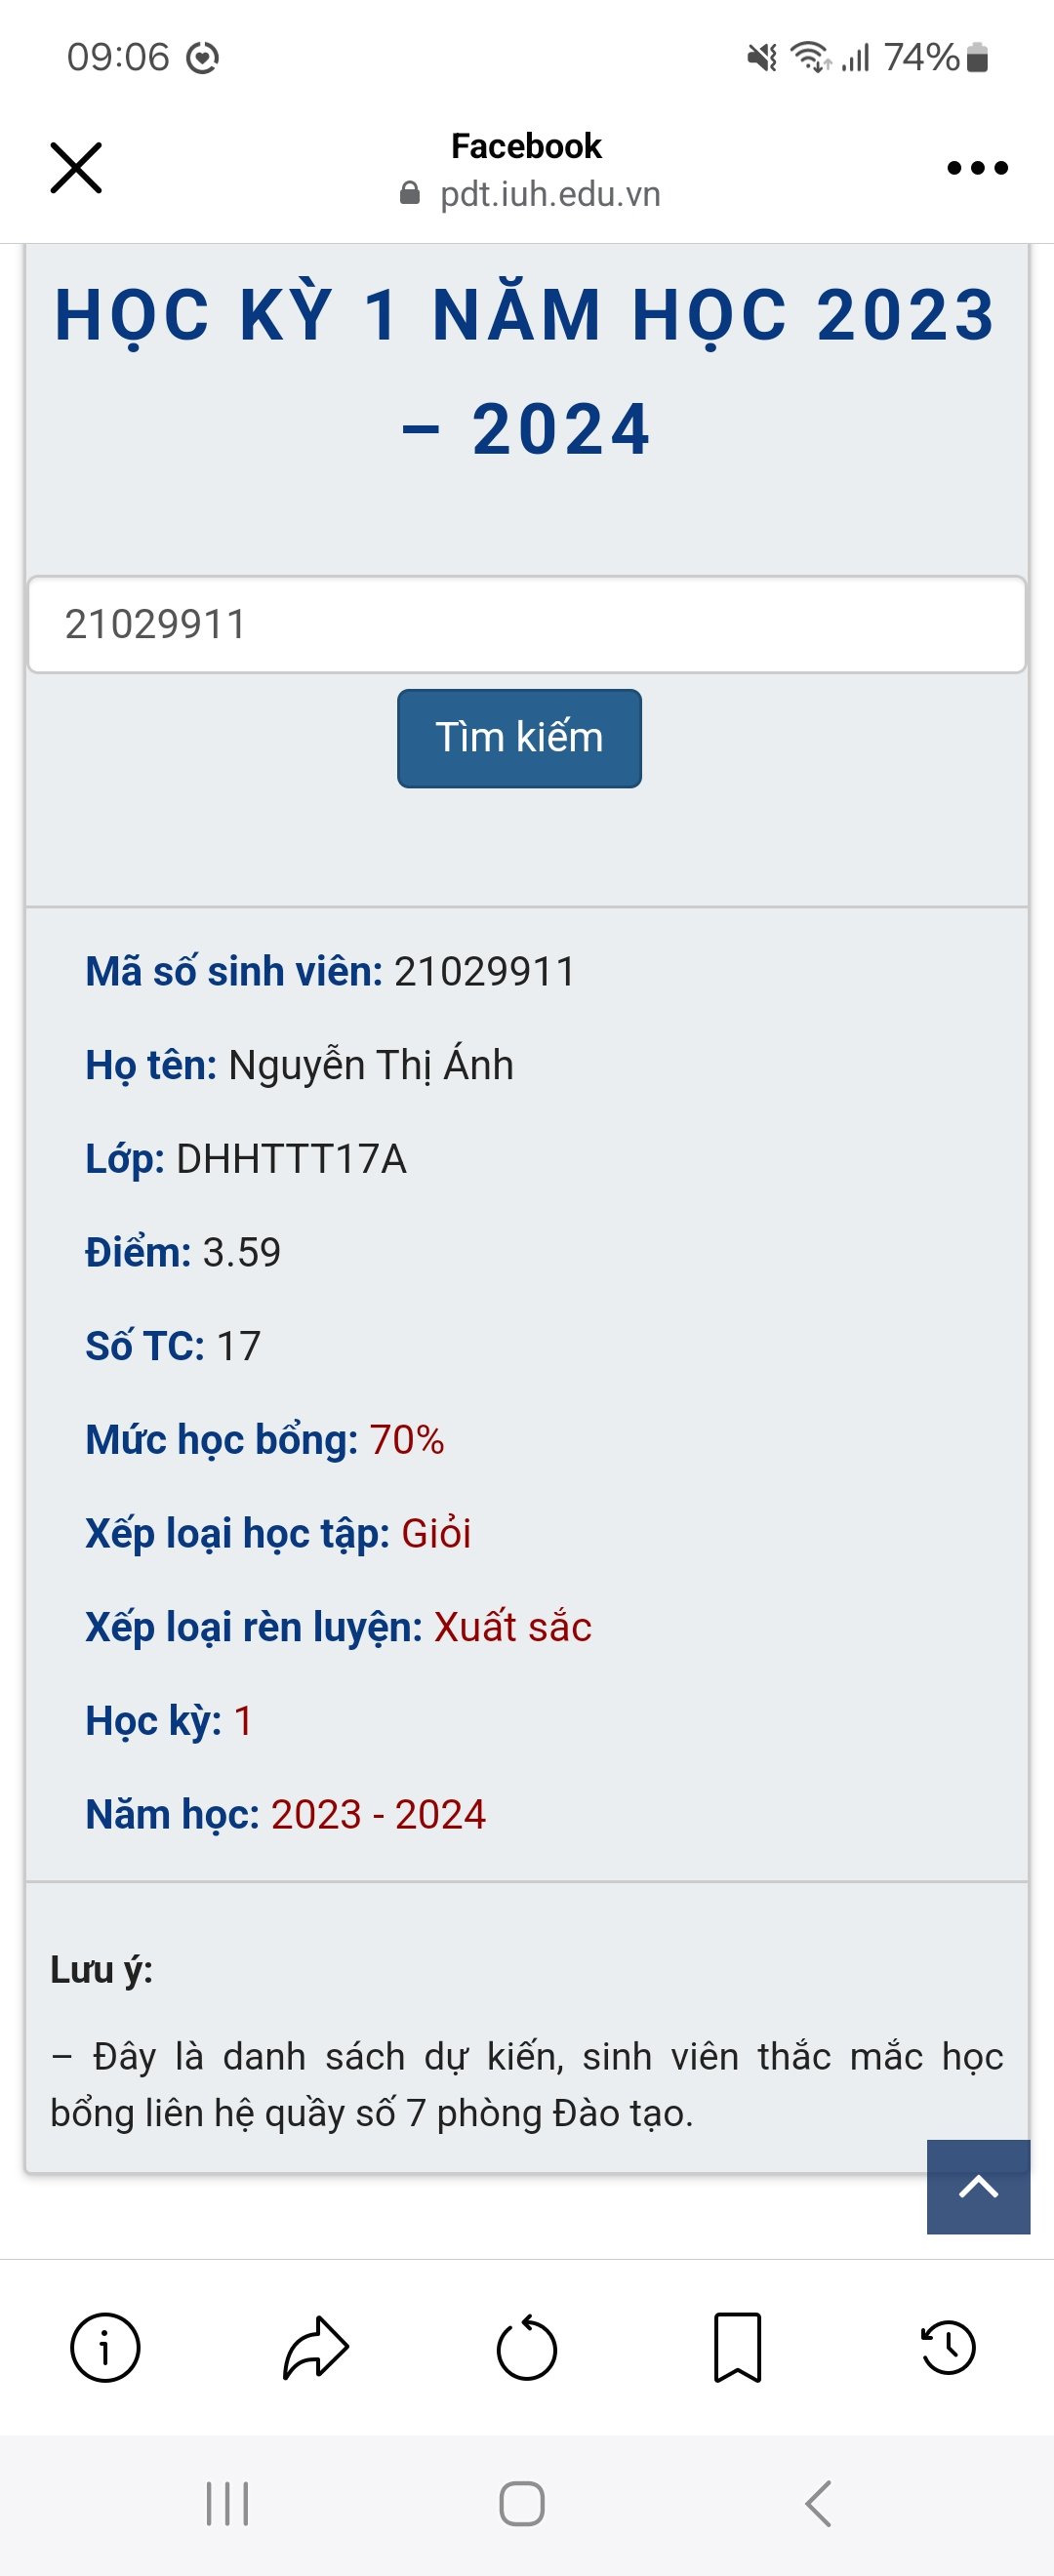 09:06
74%
Facebook
pdt.iuh.edu.vn
HỌC KỲ 1 NĂM HỌC 2023
– 2024
21029911
Tìm kiếm
Mã số sinh viên: 21029911
Họ tên: Nguyễn Thị Ánh
Lớp: DHHTTT17A
Điểm: 3.59
Số TC: 17
Mức học bổng: 70%
Xếp loại học tập: Giỏi
Xếp loại rèn luyện: Xuất sắc
Học kỳ: 1
Năm học: 2023 - 2024
Lưu ý:
– Đây là danh sách dự kiến, sinh viên thắc mắc học
bổng liên hệ quầy số 7 phòng Đào tạo.